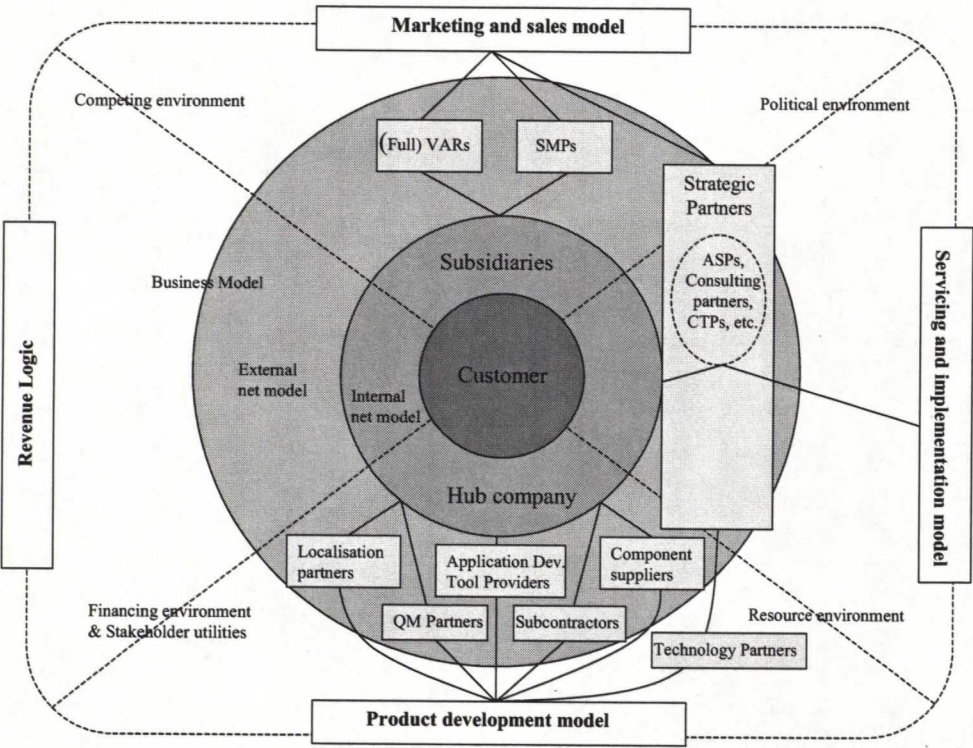 Marketing and sales model
Competing environment
Political environment
(Full) VARs
SMPs
Strategic
Partners
ASPs,
Consulting
partners,
CTPs, etc.
Subsidiaries
Business Model
Customer
External
net model
Internal
net model
Revenue Logic
Servicing and implementation model
Hub company
Localisation
partners
Application Dev.
Tool Providers
Component
suppliers
Financing environment
& Stakeholder utilities
QM Partners
Subcontractors
Resource environment
Technology Partners
Product development model